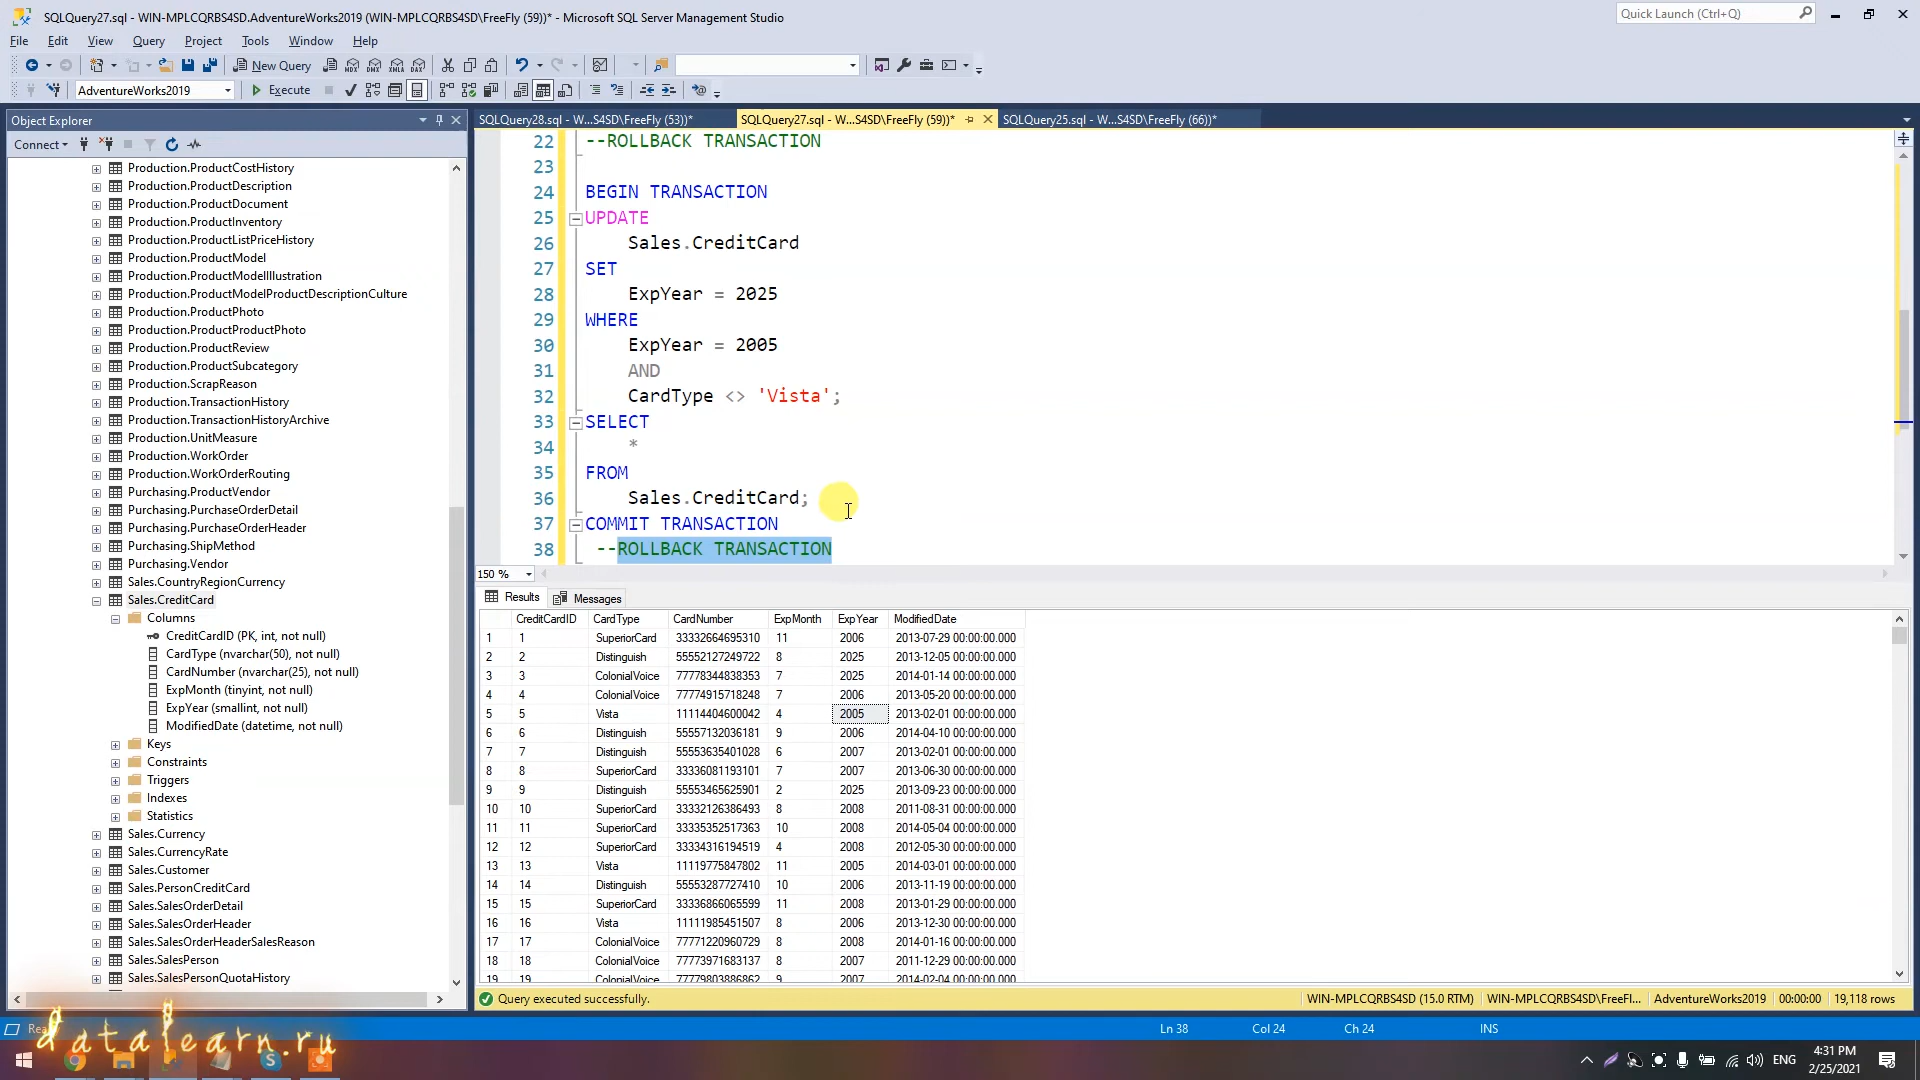 SQLQuery27.sql - WIN-MPLCQRBS4SD.AdventureWorks2019 (WIN-MPLCQRBS4SD\FreeFly (59))* - Microsoft SQL Server Management Studio
Quick Launch (Ctrl+Q)
File Edit View Query Project Tools Window Help
New Query
AdventureWorks2019
Execute
Object Explorer
Connect
Production.ProductCostHistory
Production.ProductDescription
Production.ProductDocument
Production.ProductInventory
Production.ProductListPriceHistory
Production.ProductModel
Production.ProductModelIllustration
Production.ProductModelProductDescriptionCulture
Production.ProductPhoto
Production.ProductProductPhoto
Production.ProductReview
Production.ProductSubcategory
Production.ScrapReason
Production.TransactionHistory
Production.TransactionHistoryArchive
Production.UnitMeasure
Production.WorkOrder
Production.WorkOrderRouting
Purchasing.ProductVendor
Purchasing.PurchaseOrderDetail
Purchasing.PurchaseOrderHeader
Purchasing.ShipMethod
Purchasing.Vendor
Sales.CountryRegionCurrency
Sales.CreditCard
Columns
CreditCardID (PK, int, not null)
CardType (nvarchar(50), not null)
CardNumber (nvarchar(25), not null)
ExpMonth (tinyint, not null)
ExpYear (smallint, not null)
ModifiedDate (datetime, not null)
Keys
Constraints
Triggers
Indexes
Statistics
Sales.Currency
Sales.CurrencyRate
Sales.Customer
Sales.PersonCreditCard
Sales.SalesOrderDetail
Sales.SalesOrderHeader
Sales.SalesOrderHeaderSalesReason
Sales.SalesPerson
Sales.SalesPersonQuotaHistory
SQLQuery28.sql - W...S4SD\FreeFly (53))* SQLQuery27.sql - W...S4SD\FreeFly (59))* SQLQuery25.sql - W...S4SD\FreeFly (66))*
22 --ROLLBACK TRANSACTION
23
24 BEGIN TRANSACTION
25 UPDATE
26 Sales.CreditCard
27 SET
28 ExpYear = 2025
29 WHERE
30 ExpYear = 2005
31 AND
32 CardType <> 'Vista';
33 SELECT
34 *
35 FROM
36 Sales.CreditCard;
37 COMMIT TRANSACTION
38 --ROLLBACK TRANSACTION
150 %
Results Messages
CreditCardID CardType CardNumber ExpMonth ExpYear ModifiedDate
1 1 SuperiorCard 33332664695310 11 2006 2013-07-29 00:00:00.000
2 2 Distinguish 55552127249722 8 2025 2013-12-05 00:00:00.000
3 3 ColonialVoice 77778344838353 7 2025 2014-01-14 00:00:00.000
4 4 ColonialVoice 77774915718248 7 2006 2013-05-20 00:00:00.000
5 5 Vista 11114404600042 4 2005 2013-02-01 00:00:00.000
6 6 Distinguish 55557132036181 9 2006 2014-04-10 00:00:00.000
7 7 Distinguish 55553635401028 6 2007 2013-02-01 00:00:00.000
8 8 SuperiorCard 33336081193101 7 2007 2013-06-30 00:00:00.000
9 9 Distinguish 55553465625901 2 2025 2013-09-23 00:00:00.000
10 10 SuperiorCard 33332126386493 8 2008 2011-08-31 00:00:00.000
11 11 SuperiorCard 33335352517363 10 2008 2014-05-04 00:00:00.000
12 12 SuperiorCard 33334316194519 4 2008 2012-05-30 00:00:00.000
13 13 Vista 11119775847802 11 2005 2014-03-01 00:00:00.000
14 14 Distinguish 55553287727410 10 2006 2013-11-19 00:00:00.000
15 15 SuperiorCard 33336866065599 11 2008 2013-01-29 00:00:00.000
16 16 Vista 11111985451507 8 2006 2013-12-30 00:00:00.000
17 17 ColonialVoice 77771220960729 8 2008 2014-01-16 00:00:00.000
18 18 ColonialVoice 77773971683137 8 2007 2011-12-29 00:00:00.000
19 19 ColonialVoice 77779803886862 9 2007 2014-02-04 00:00:00.000
Query executed successfully. WIN-MPLCQRBS4SD (15.0 RTM) WIN-MPLCQRBS4SD\FreeFl... AdventureWorks2019 00:00:00 19,118 rows
Ln 38 Col 24 Ch 24 INS
datalearn.ru
ENG
4:31 PM
2/25/2021